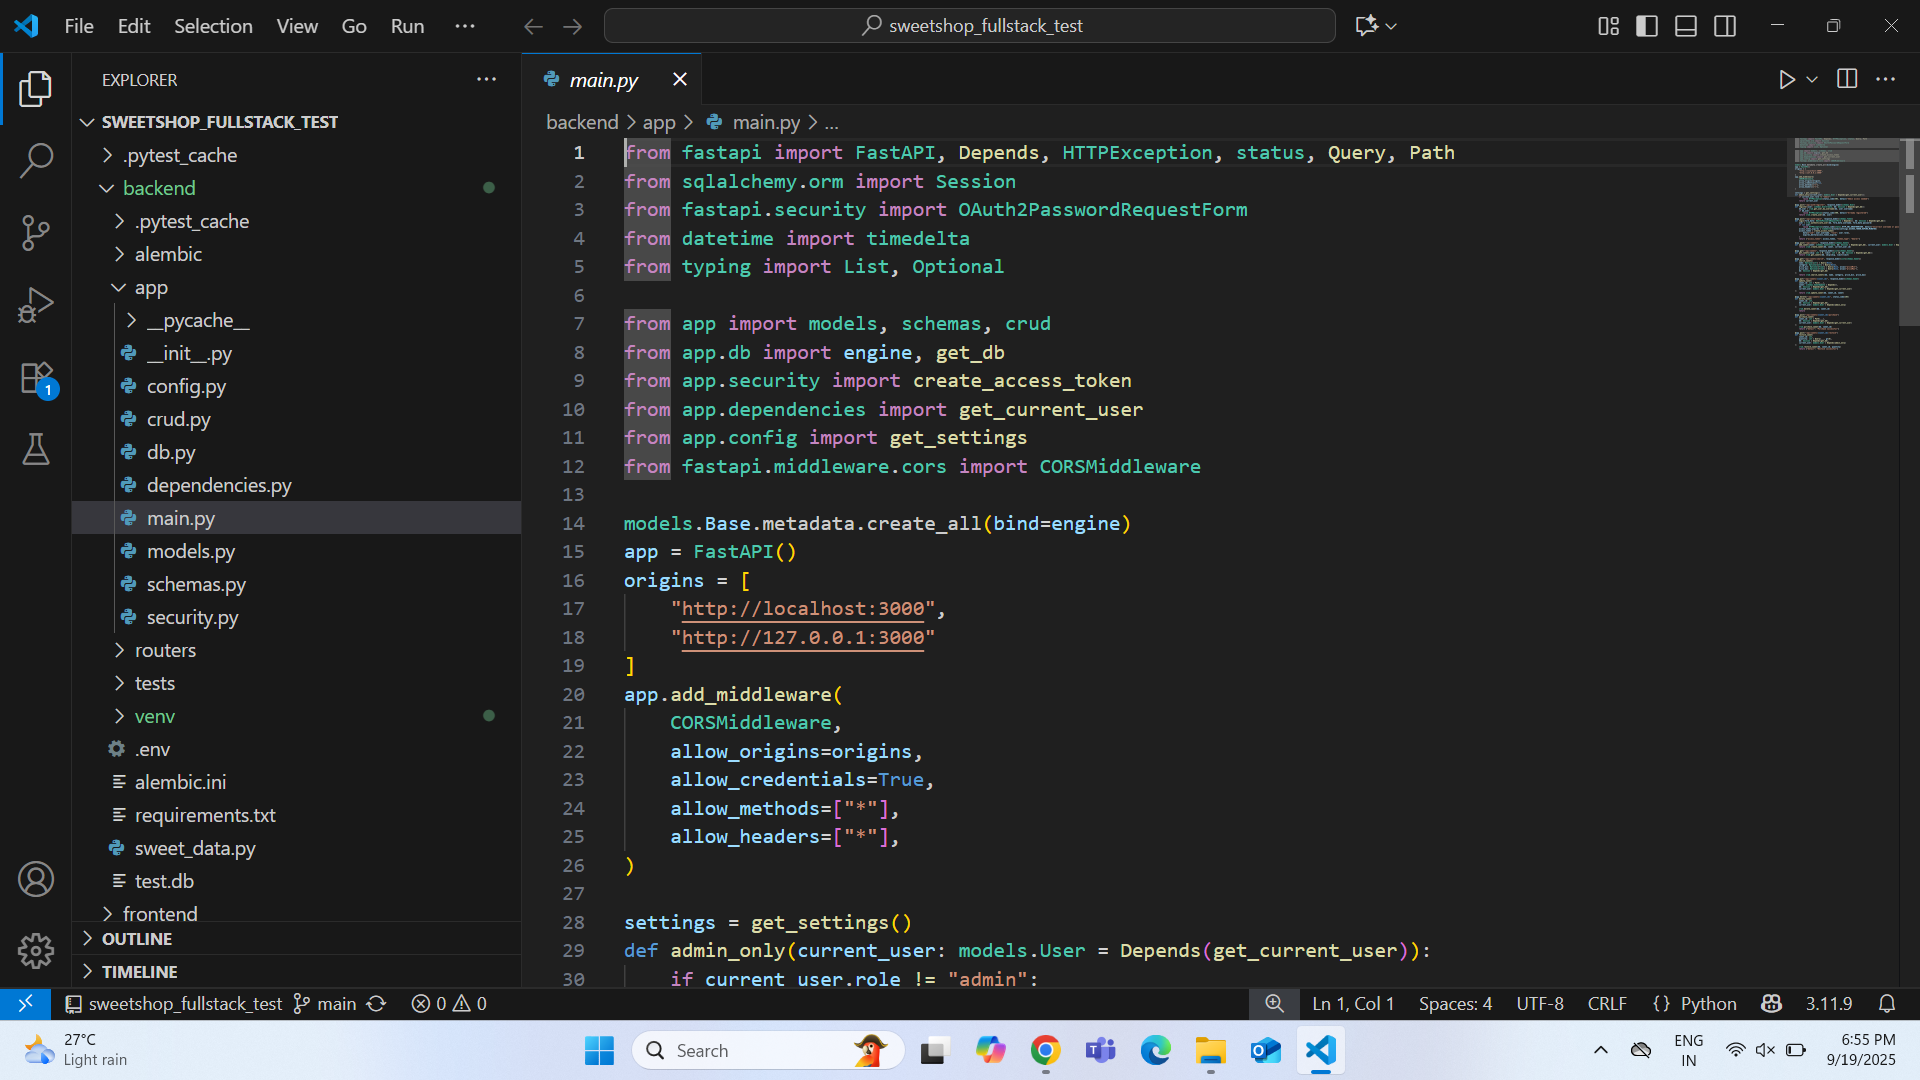 File Edit Selection View Go Run ···
sweetshop_fullstack_test
EXPLORER
SWEETSHOP_FULLSTACK_TEST
.pytest_cache
backend
.pytest_cache
alembic
app
__pycache__
__init__.py
config.py
crud.py
db.py
dependencies.py
main.py
models.py
schemas.py
security.py
routers
tests
venv
.env
alembic.ini
requirements.txt
sweet_data.py
test.db
frontend
OUTLINE
TIMELINE
1
main.py
backend > app > main.py > ...
1 from fastapi import FastAPI, Depends, HTTPException, status, Query, Path
2 from sqlalchemy.orm import Session
3 from fastapi.security import OAuth2PasswordRequestForm
4 from datetime import timedelta
5 from typing import List, Optional
6
7 from app import models, schemas, crud
8 from app.db import engine, get_db
9 from app.security import create_access_token
10 from app.dependencies import get_current_user
11 from app.config import get_settings
12 from fastapi.middleware.cors import CORSMiddleware
13
14 models.Base.metadata.create_all(bind=engine)
15 app = FastAPI()
16 origins = [
17     "http://localhost:3000",
18     "http://127.0.0.1:3000"
19 ]
20 app.add_middleware(
21     CORSMiddleware,
22     allow_origins=origins,
23     allow_credentials=True,
24     allow_methods=["*"],
25     allow_headers=["*"],
26 )
27
28 settings = get_settings()
29 def admin_only(current_user: models.User = Depends(get_current_user)):
30     if current_user.role != "admin":
sweetshop_fullstack_test main 0 0
Ln 1, Col 1 Spaces: 4 UTF-8 CRLF {} Python 3.11.9
27°C
Light rain
Search
ENG
IN
6:55 PM
9/19/2025